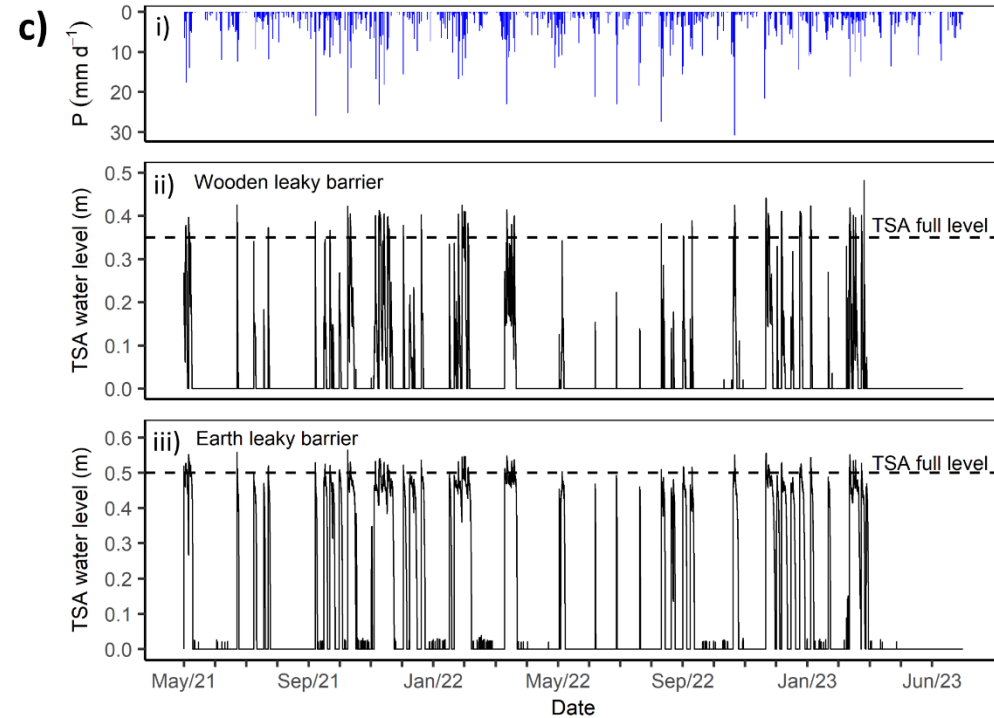 c)
i)
P (mm d⁻¹)
0
10
20
30
ii) Wooden leaky barrier
TSA full level
TSA water level (m)
0.5
0.4
0.3
0.2
0.1
0.0
iii) Earth leaky barrier
TSA full level
TSA water level (m)
0.6
0.5
0.4
0.3
0.2
0.1
0.0
May/21 Sep/21 Jan/22 May/22 Sep/22 Jan/23 Jun/23
Date